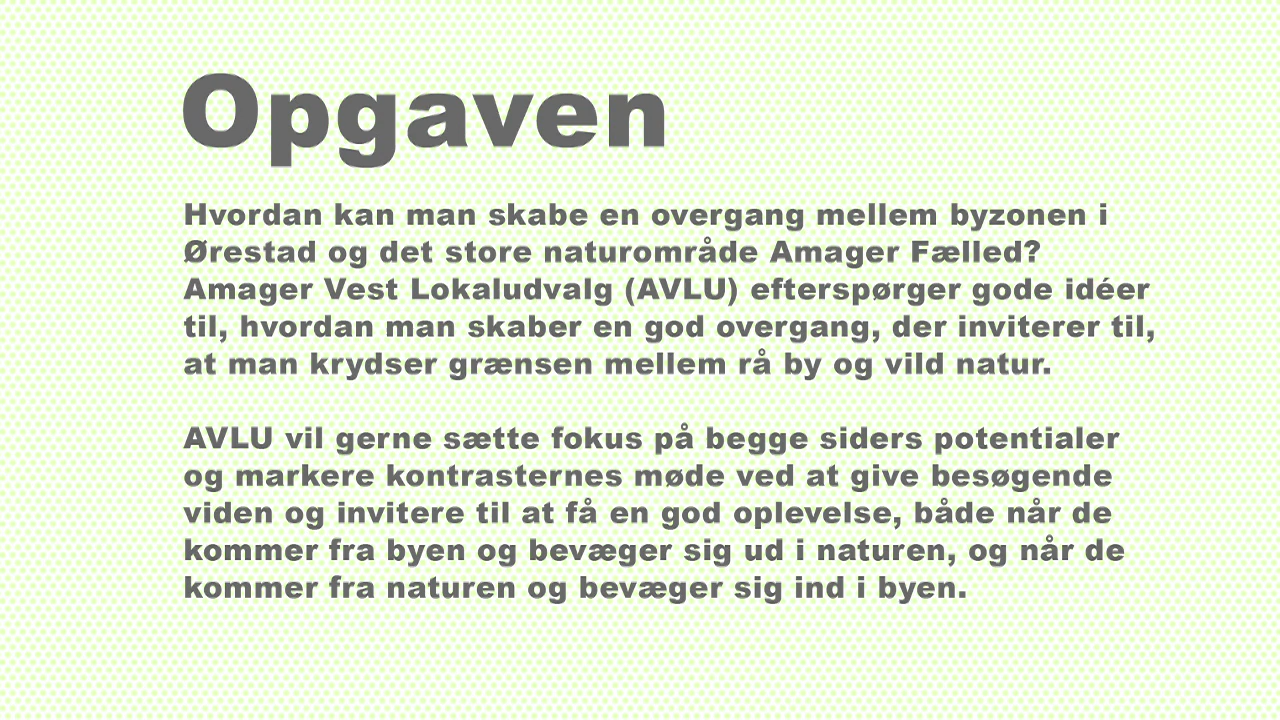 Opgaven
Hvordan kan man skabe en overgang mellem byzonen i
Ørestad og det store naturområde Amager Fælled?
Amager Vest Lokaludvalg (AVLU) efterspørger gode idéer
til, hvordan man skaber en god overgang, der inviterer til,
at man krydser grænsen mellem rå by og vild natur.
AVLU vil gerne sætte fokus på begge siders potentialer
og markere kontrasternes møde ved at give besøgende
viden og invitere til at få en god oplevelse, både når de
kommer fra byen og bevæger sig ud i naturen, og når de
kommer fra naturen og bevæger sig ind i byen.